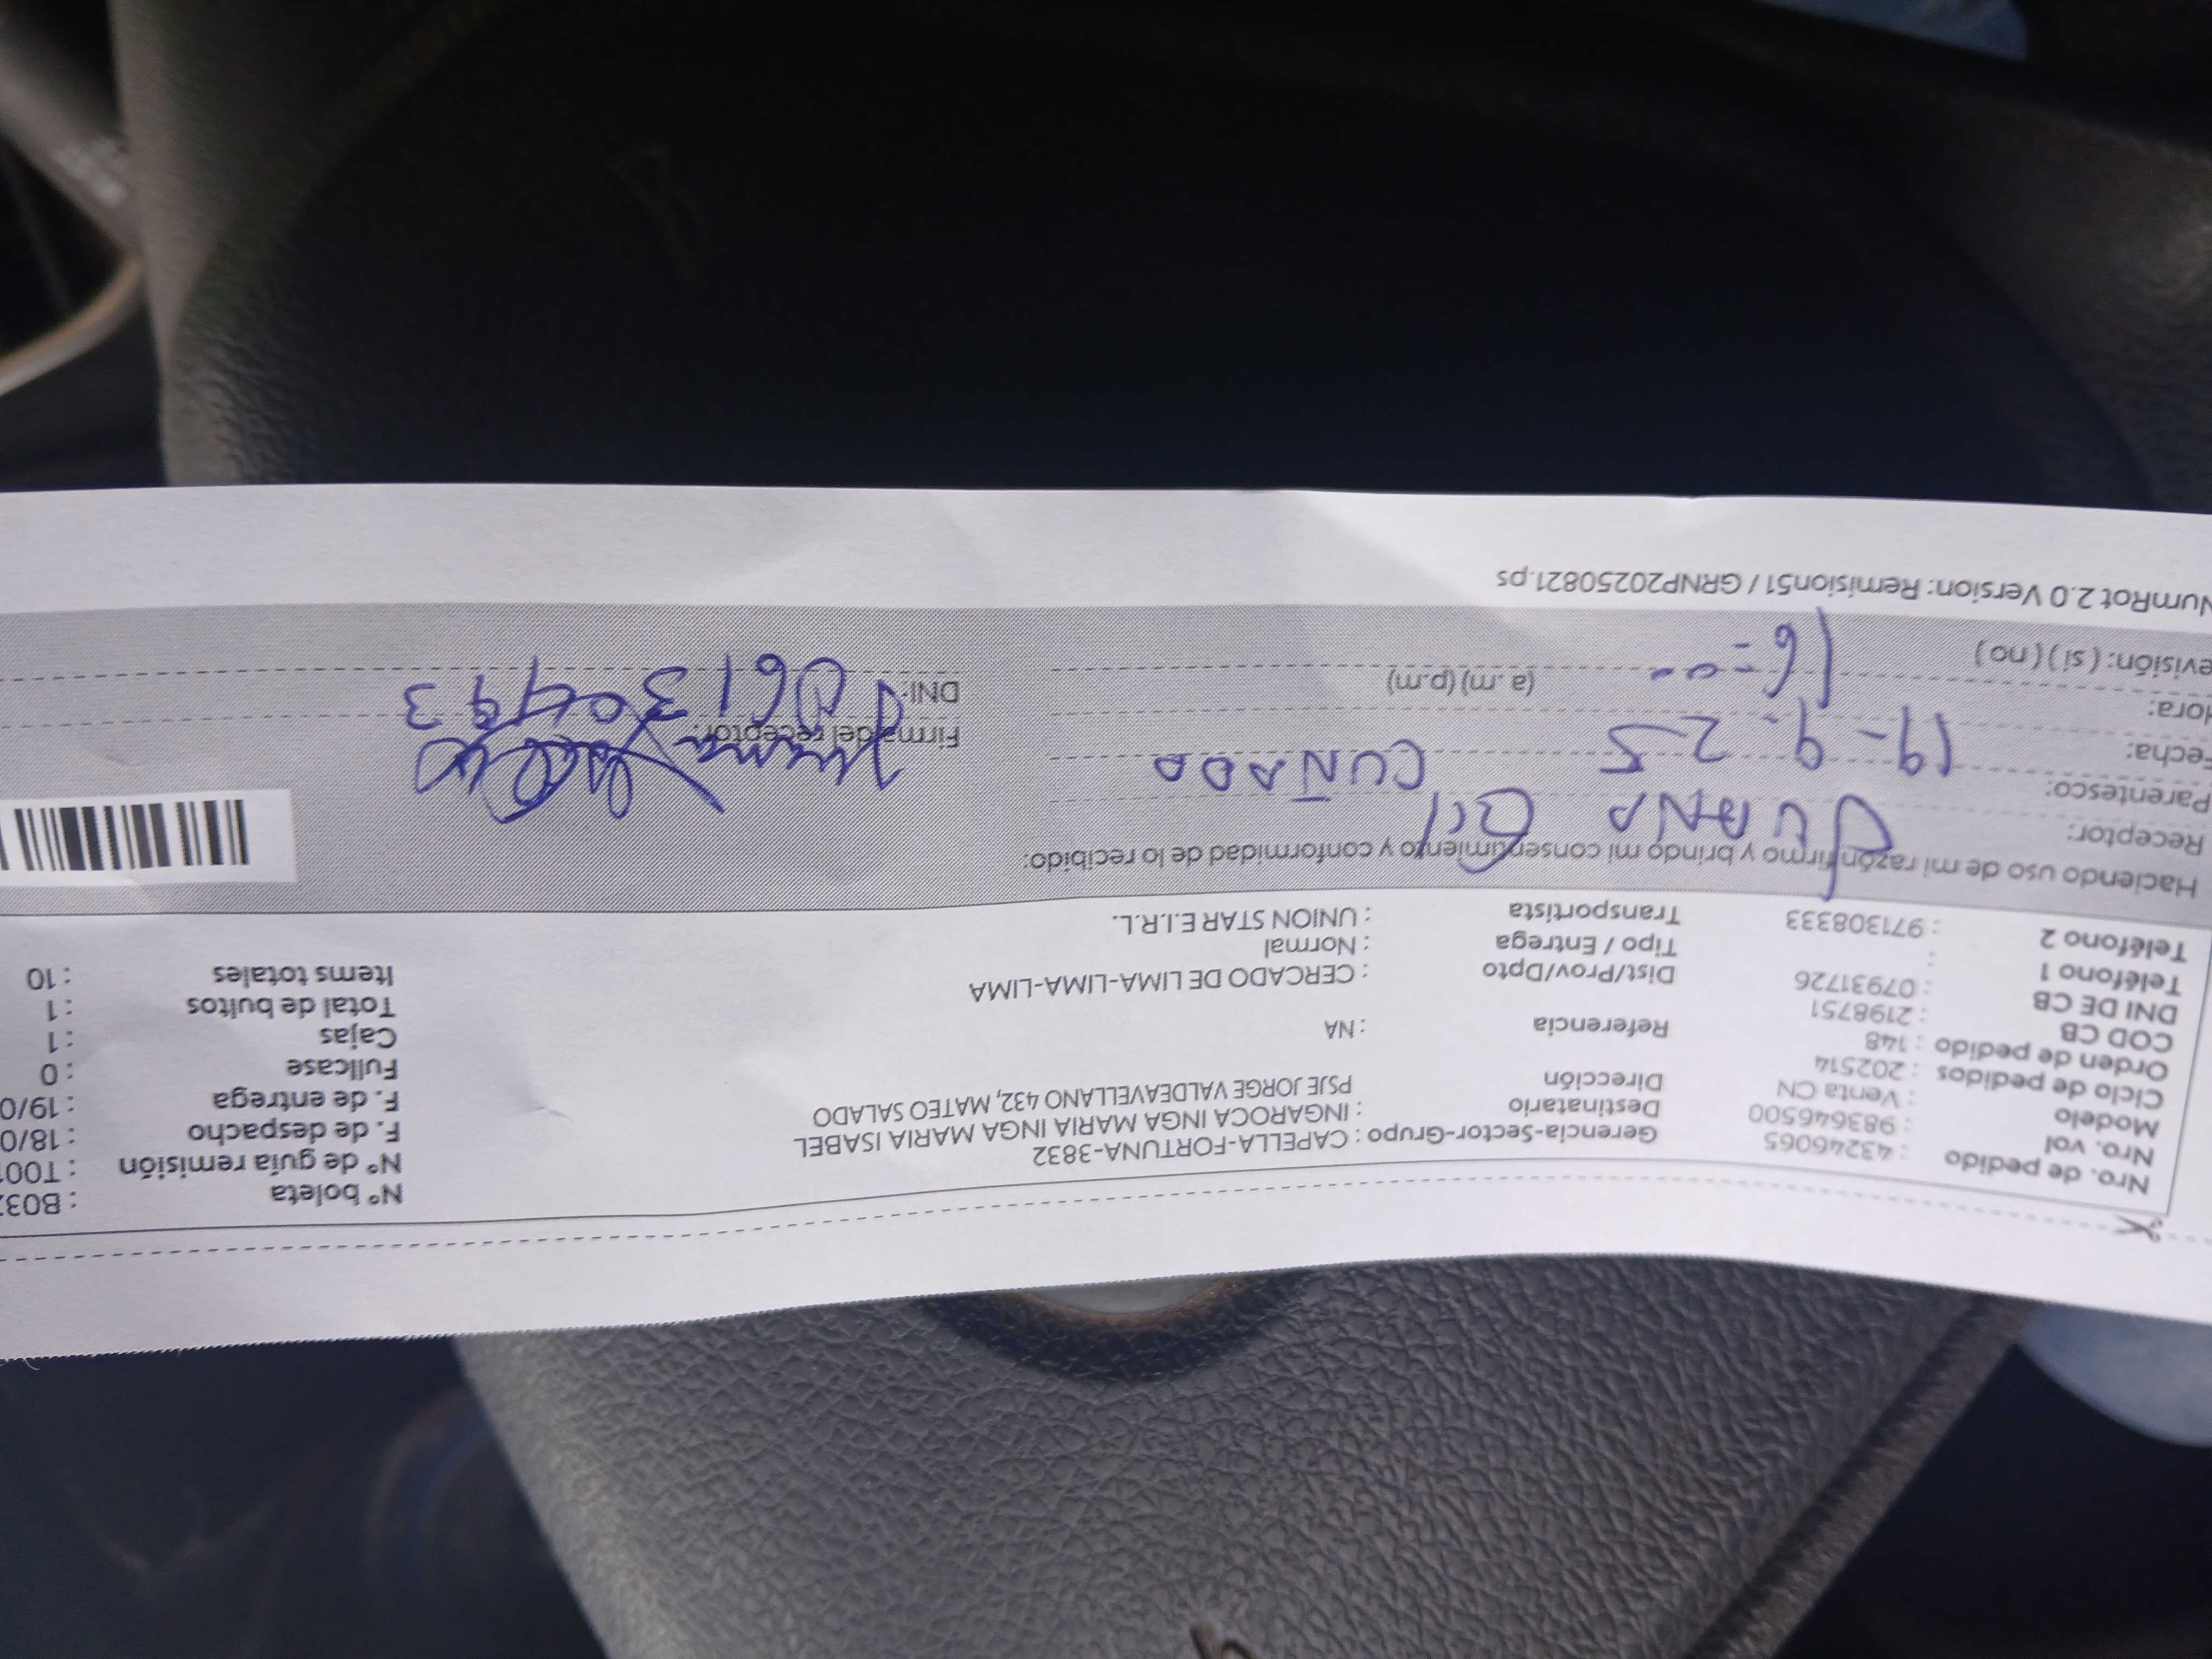 Nro. de pedido : 43246065 Gerencia-Sector-Grupo : CAPELLA-FORTUNA-3832 N° boleta : B03
Nro. vol : 983646500 Destinatario : INGAROCA INGA MARIA INGA MARIA ISABEL N° de guía remisión : T001
Modelo : Venta CN Dirección PSJE JORGE VALDEAVELLANO 432, MATEO SALADO F. de despacho : 18/0
Ciclo de pedidos : 202514 F. de entrega : 19/0
Orden de pedido : 148 Referencia : NA Fullcase : 0
COD CB : 2198751 Cajas : 1
DNI DE CB : 07931726 Dist/Prov/Dpto : CERCADO DE LIMA-LIMA-LIMA Total de bultos : 1
Teléfono 1 : Tipo / Entrega : Normal Items totales : 10
Teléfono 2 : 971308333 Transportista : UNION STAR E.I.R.L.
Haciendo uso de mi razón firmo y brindo mi consentimiento y conformidad de lo recibido:
Receptor: JUANA Gil
Parentesco: CUÑADA
Fecha: 19-9-25 Firma del receptor:
Hora: 16-00 (a.m) (p.m) DNI:
evisión: ( si ) ( no )
NumRot 2.0 Version: Remision51 / GRNP20250821.ps